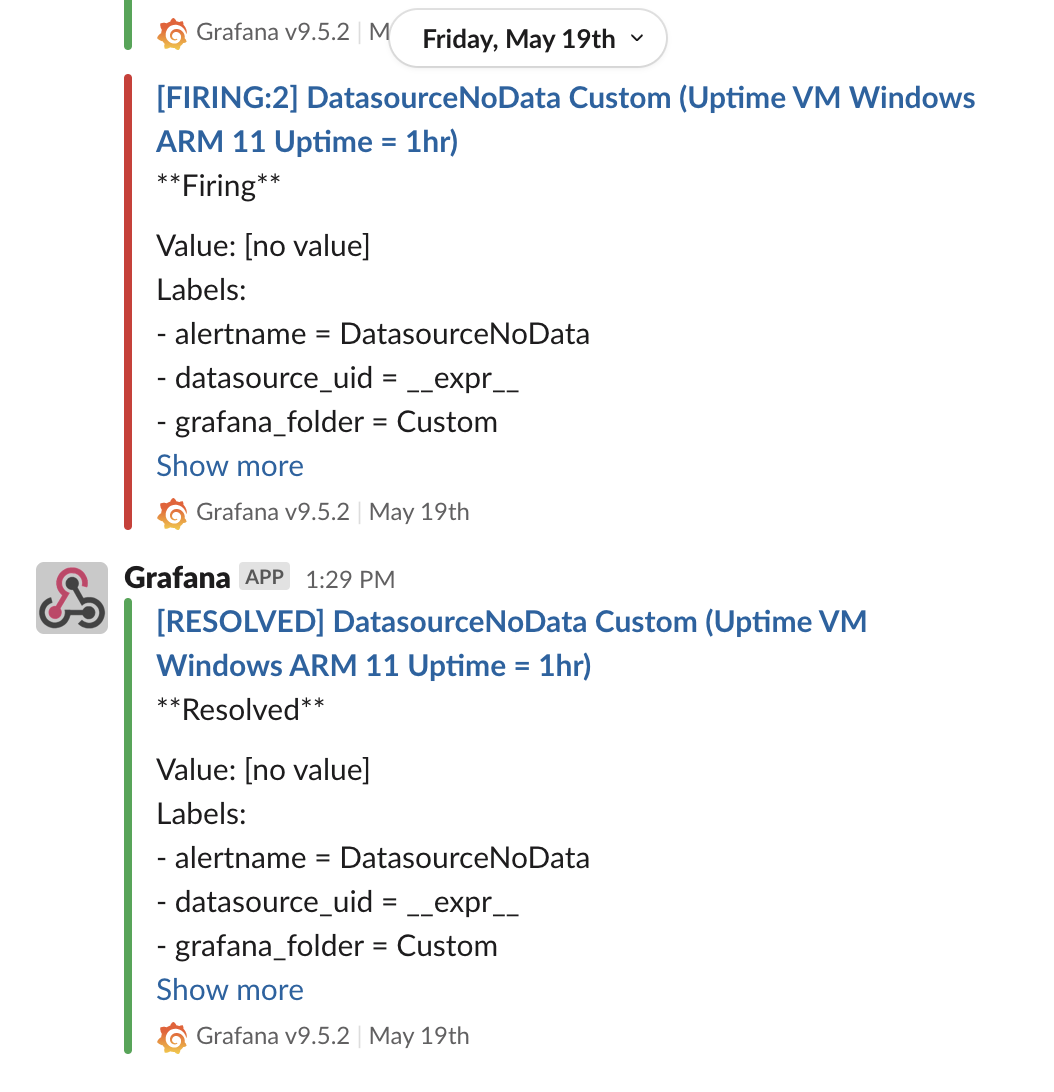 Grafana v9.5.2 | M
Friday, May 19th
[FIRING:2] DatasourceNoData Custom (Uptime VM Windows
ARM 11 Uptime = 1hr)
**Firing**
Value: [no value]
Labels:
- alertname = DatasourceNoData
- datasource_uid = __expr__
- grafana_folder = Custom
Show more
Grafana v9.5.2 | May 19th
Grafana APP 1:29 PM
[RESOLVED] DatasourceNoData Custom (Uptime VM
Windows ARM 11 Uptime = 1hr)
**Resolved**
Value: [no value]
Labels:
- alertname = DatasourceNoData
- datasource_uid = __expr__
- grafana_folder = Custom
Show more
Grafana v9.5.2 | May 19th